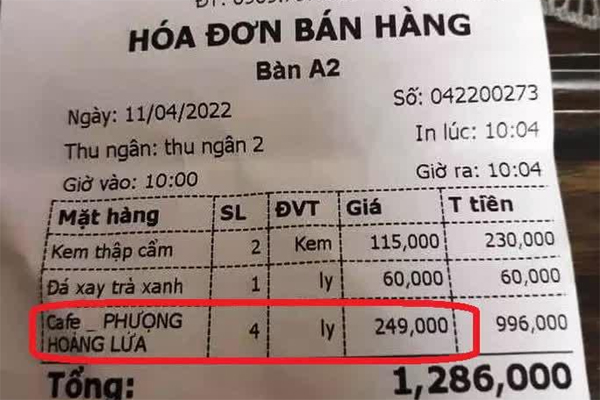 HÓA ĐƠN BÁN HÀNG
Bàn A2
Số: 042200273
Ngày: 11/04/2022
In lúc: 10:04
Thu ngân: thu ngân 2
Giờ vào: 10:00 Giờ ra: 10:04
Mặt hàng SL ĐVT Giá T tiền
Kem thập cẩm 2 Kem 115,000 230,000
Đá xay trà xanh 1 ly 60,000 60,000
Cafe _ PHƯỢNG
HOÀNG LỬA 4 ly 249,000 996,000
Tổng: 1,286,000